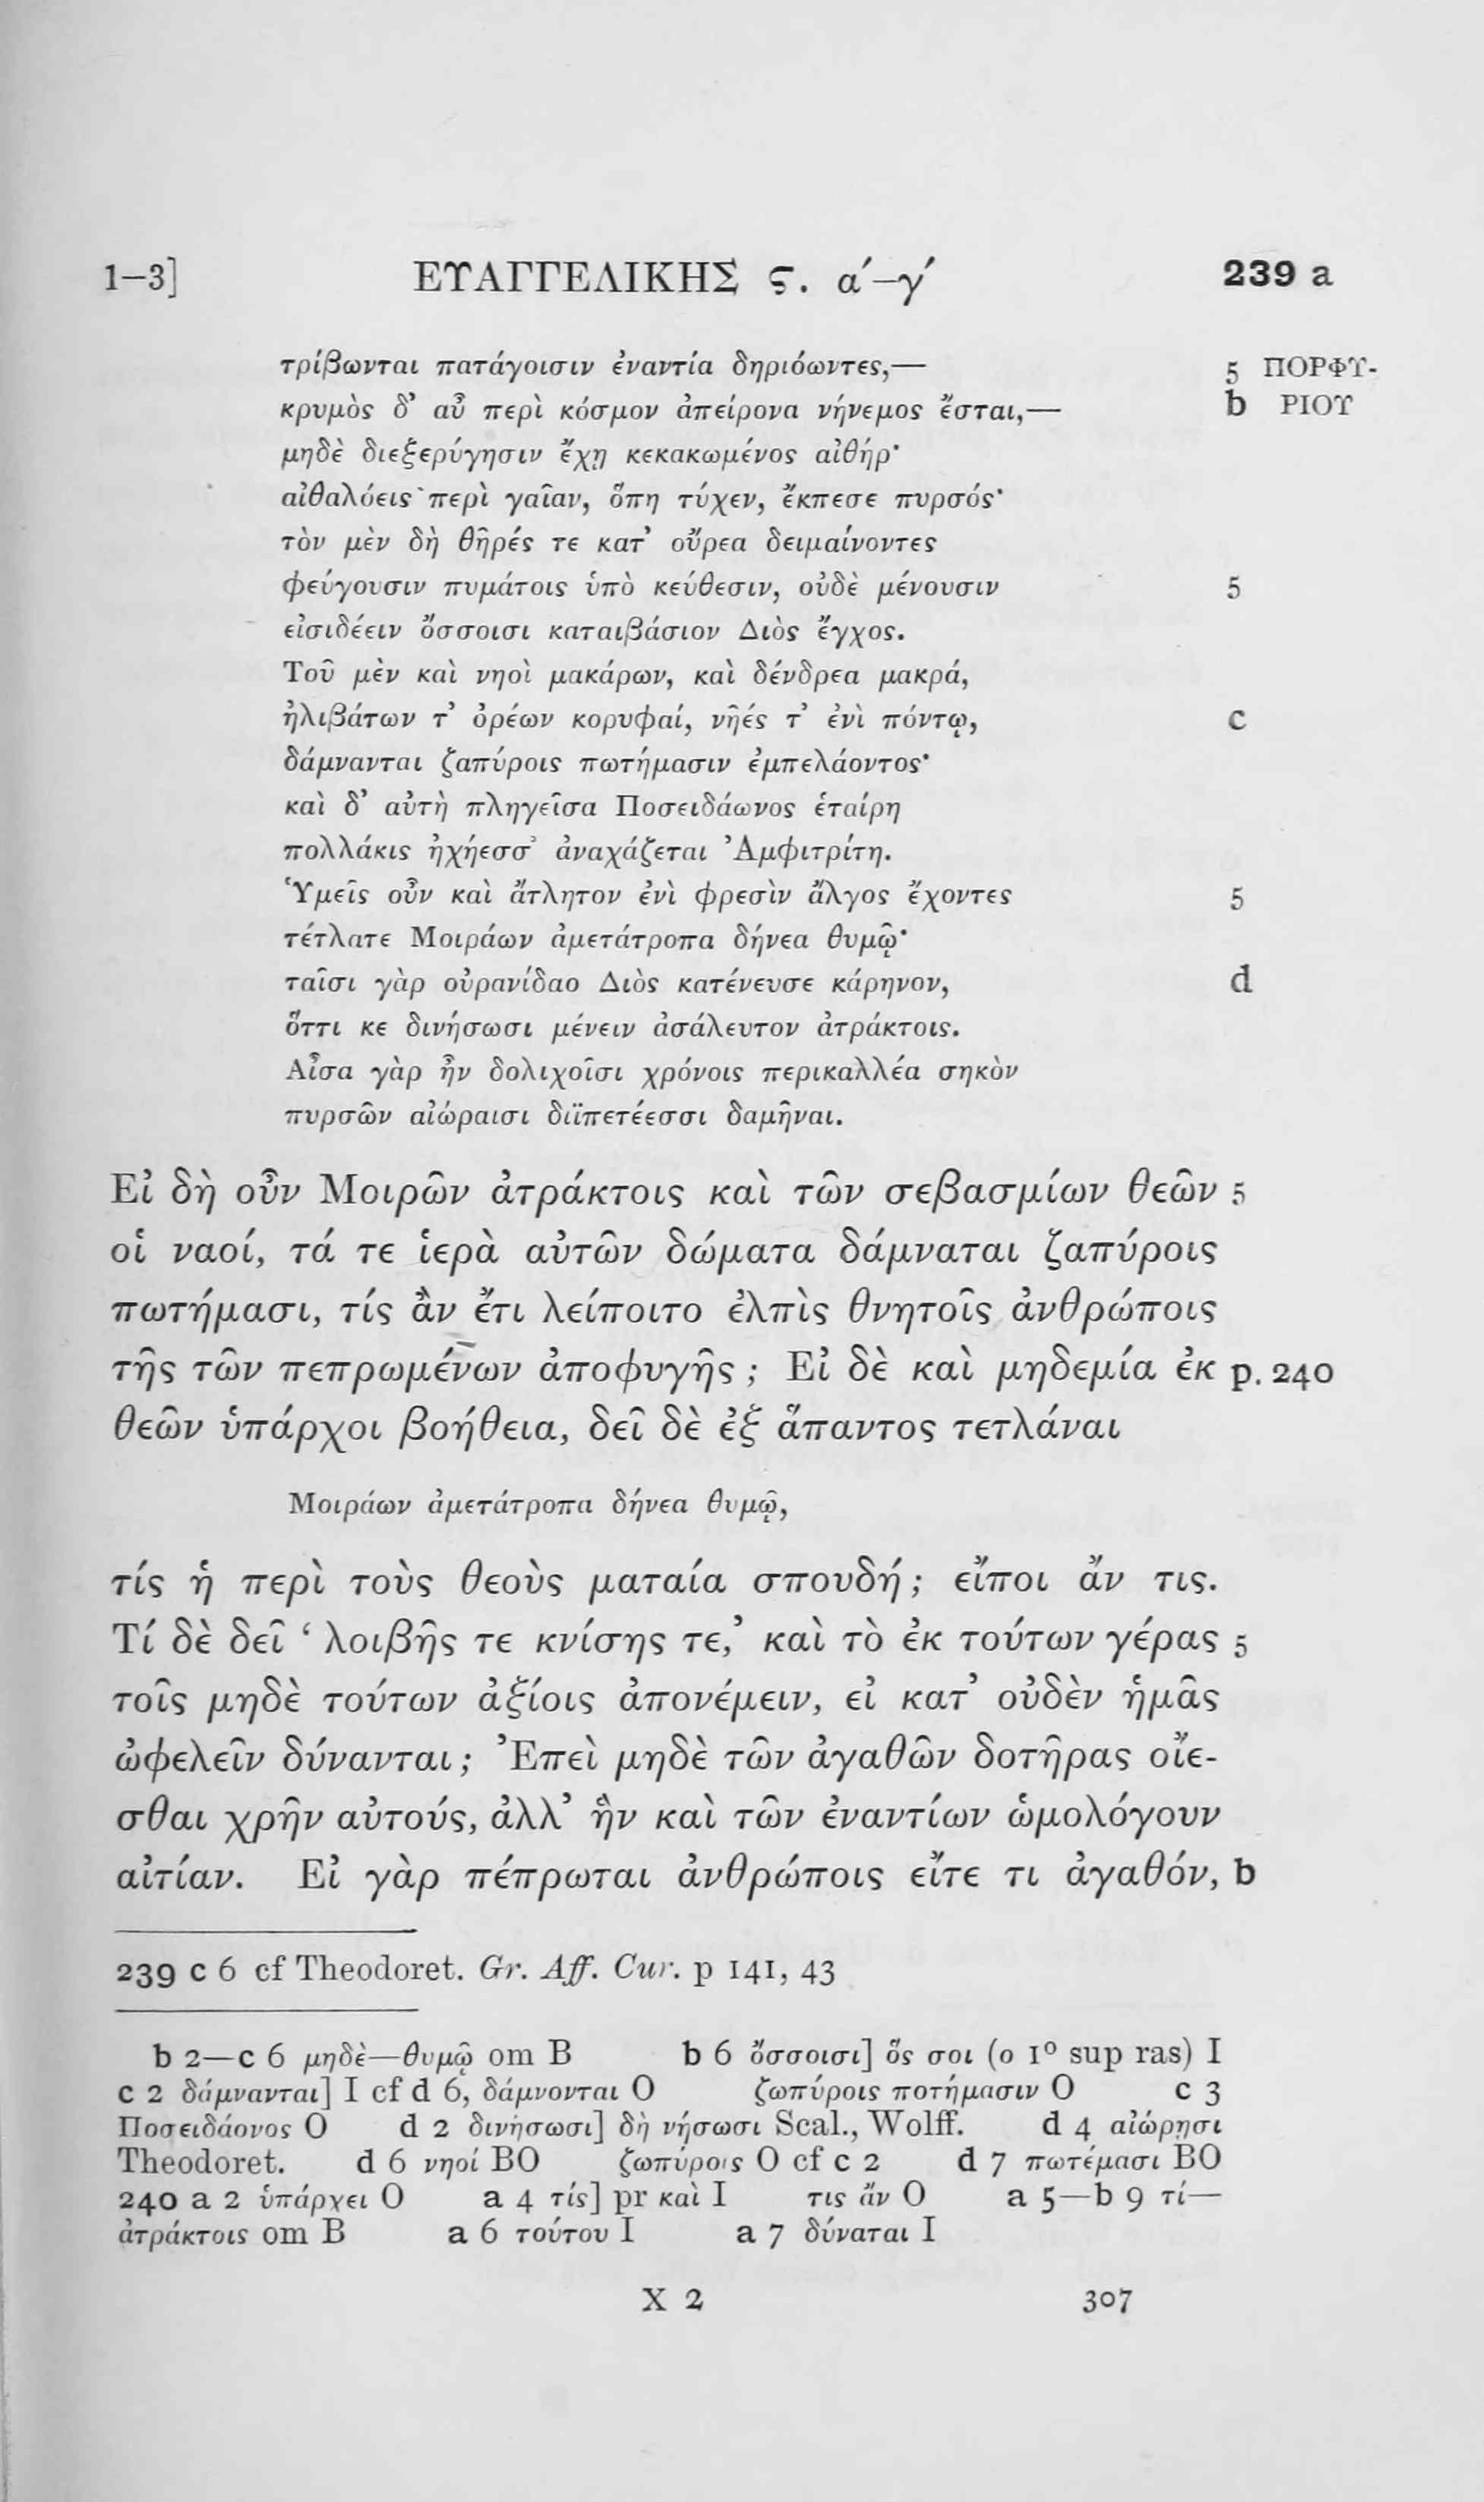 1–3] ΕΥΑΓΓΕΛΙΚΗΣ ϛ. α´–γ´ 239 a
τρίβωνται πατάγοισιν ἐναντία δηριόωντες,— 5 ΠΟΡΦΥ-
κρυμὸς δ’ αὖ περὶ κόσμον ἀπείρονα νήνεμος ἔσται,— b ΡΙΟΥ
μηδὲ διεξερύγησιν ἔχῃ κεκακωμένος αἰθήρ·
αἰθαλόεις περὶ γαῖαν, ὅπη τύχεν, ἔκπεσε πυρσός·
τὸν μὲν δὴ θῆρές τε κατ’ οὔρεα δειμαίνοντες
φεύγουσιν πυμάτοις ὑπὸ κεύθεσιν, οὐδὲ μένουσιν 5
εἰσιδέειν ὄσσοισι καταιβάσιον Διὸς ἔγχος.
Τοῦ μὲν καὶ νηοὶ μακάρων, καὶ δένδρεα μακρά,
ἠλιβάτων τ’ ὀρέων κορυφαί, νῆές τ’ ἐνὶ πόντῳ, c
δάμνανται ζαπύροις πωτήμασιν ἐμπελάοντος·
καὶ δ’ αὐτὴ πληγεῖσα Ποσειδάωνος ἑταίρη
πολλάκις ἠχήεσσ’ ἀναχάζεται Ἀμφιτρίτη.
Ὑμεῖς οὖν καὶ ἄτλητον ἐνὶ φρεσὶν ἄλγος ἔχοντες 5
τέτλατε Μοιράων ἀμετάτροπα δήνεα θυμῷ·
ταῖσι γὰρ οὐρανίδαο Διὸς κατένευσε κάρηνον, d
ὅττι κε δινήσωσι μένειν ἀσάλευτον ἀτράκτοις.
Αἶσα γὰρ ἦν δολιχοῖσι χρόνοις περικαλλέα σηκὸν
πυρσῶν αἰώραισι διϊπετέεσσι δαμῆναι.
Εἰ δὴ οὖν Μοιρῶν ἀτράκτοις καὶ τῶν σεβασμίων θεῶν 5
οἱ ναοί, τά τε ἱερὰ αὐτῶν δώματα δάμναται ζαπύροις
πωτήμασι, τίς ἂν ἔτι λείποιτο ἐλπὶς θνητοῖς ἀνθρώποις
τῆς τῶν πεπρωμένων ἀποφυγῆς ; Εἰ δὲ καὶ μηδεμία ἐκ p. 240
θεῶν ὑπάρχοι βοήθεια, δεῖ δὲ ἐξ ἅπαντος τετλάναι
Μοιράων ἀμετάτροπα δήνεα θυμῷ,
τίς ἡ περὶ τοὺς θεοὺς ματαία σπουδή; εἴποι ἄν τις.
Τί δὲ δεῖ ‘ λοιβῆς τε κνίσης τε,’ καὶ τὸ ἐκ τούτων γέρας 5
τοῖς μηδὲ τούτων ἀξίοις ἀπονέμειν, εἰ κατ’ οὐδὲν ἡμᾶς
ὠφελεῖν δύνανται; Ἐπεὶ μηδὲ τῶν ἀγαθῶν δοτῆρας οἴε-
σθαι χρῆν αὐτούς, ἀλλ’ ἣν καὶ τῶν ἐναντίων ὡμολόγουν
αἰτίαν. Εἰ γὰρ πέπρωται ἀνθρώποις εἴτε τι ἀγαθόν, b
239 c 6 cf Theodoret. Gr. Aff. Cur. p 141, 43
b 2—c 6 μηδὲ—θυμῷ om B b 6 ὄσσοισι] ὅς σοι (ο 1° sup ras) I
c 2 δάμνανται] I cf d 6, δάμνονται O ζωπύροις ποτήμασιν O c 3
Ποσειδάονος O d 2 δινήσωσι] δὴ νήσωσι Scal., Wolff. d 4 αἰώρησι
Theodoret. d 6 νηοί BO ζωπύροις O cf c 2 d 7 πωτέμασι BO
240 a 2 ὑπάρχει O a 4 τίς] pr καὶ I τις ἄν O a 5—b 9 τί—
ἀτράκτοις om B a 6 τούτου I a 7 δύναται I
X 2 307